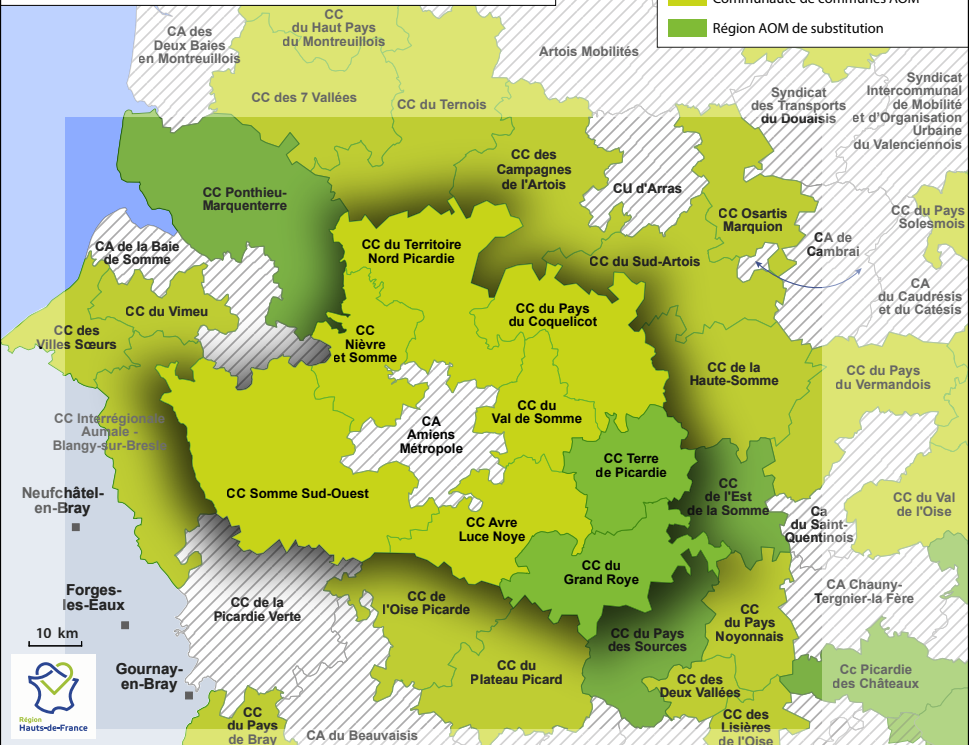 Communauté de communes AOM
Région AOM de substitution
CA des
Deux Baies
en Montreuillois
CC
du Haut Pays
du Montreuillois
Artois Mobilités
CC des 7 Vallées
CC du Ternois
Syndicat
des Transports
du Douaisis
Syndicat
Intercommunal
de Mobilité
et d'Organisation
Urbaine
du Valenciennois
CC des
Campagnes
de l'Artois
CU d'Arras
CC Ponthieu-
Marquenterre
CC Osartis
Marquion
CC du Pays
Solesmois
CA de
Cambrai
CA de la Baie
de Somme
CC du Territoire
Nord Picardie
CC du Sud-Artois
CA
du Caudrésis
et du Catésis
CC du Vimeu
CC du Pays
du Coquelicot
CC des
Villes Sœurs
CC
Nièvre
et Somme
CC de la
Haute-Somme
CC du Pays
du Vermandois
CC Interrégionale
Aumale -
Blangy-sur-Bresle
CA
Amiens
Métropole
CC du
Val de Somme
CC Terre
de Picardie
CC
de l'Est
de la Somme
CC du Val
de l'Oise
Neufchâtel-
en-Bray
CC Somme Sud-Ouest
CC Avre
Luce Noye
Ca
du Saint-
Quentinois
CC du
Grand Roye
Forges-
les-Eaux
CC de la
Picardie Verte
CC de
l'Oise Picarde
CA Chauny-
Tergnier-la Fère
CC
du Pays
Noyonnais
10 km
CC du Pays
des Sources
Gournay-
en-Bray
CC du
Plateau Picard
CC des
Deux Vallées
Cc Picardie
des Châteaux
Région
Hauts-de-France
CC
du Pays
de Bray
CA du Beauvaisis
CC des
Lisières
de l'Oise